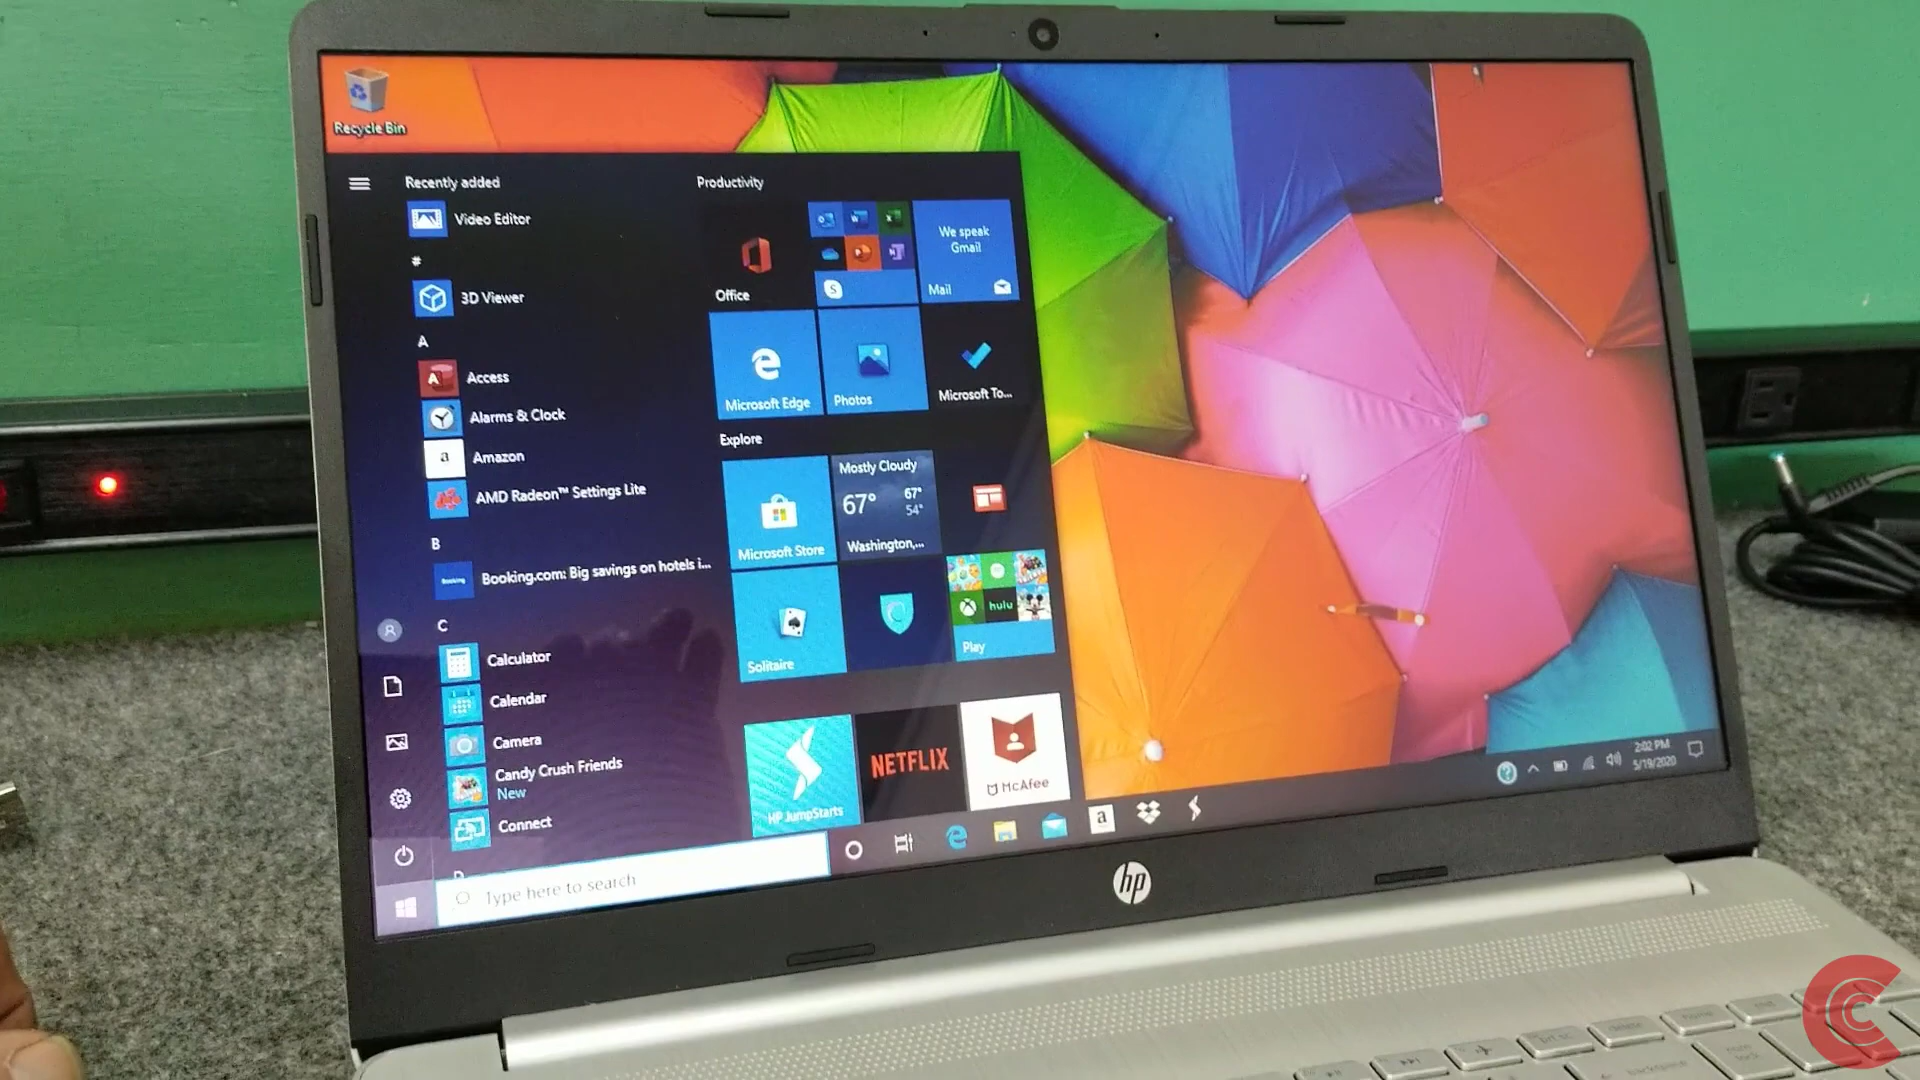 Recycle Bin
Recently added
Video Editor
#
3D Viewer
A
Access
Alarms & Clock
a
Amazon
AMD Radeon™ Settings Lite
B
Booking
Booking.com: Big savings on hotels i...
C
Calculator
Calendar
Camera
Candy Crush Friends
New
Connect
Type here to search
Productivity
Office
S
We speak
Gmail
Mail
Microsoft Edge
Photos
Microsoft To...
Explore
Microsoft Store
Mostly Cloudy
67°
67°
54°
Washington,...
Solitaire
hulu
Play
HP JumpStarts
NETFLIX
McAfee
a
2:02 PM
5/19/2020
hp